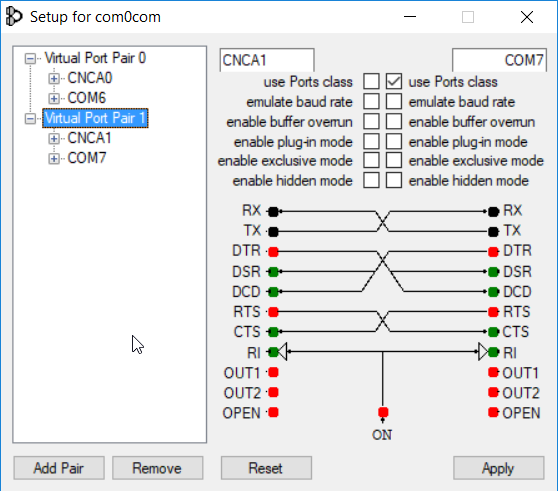 Setup for com0com
Virtual Port Pair 0
CNCA0
COM6
Virtual Port Pair 1
CNCA1
COM7
CNCA1 COM7
use Ports class use Ports class
emulate baud rate emulate baud rate
enable buffer overrun enable buffer overrun
enable plug-in mode enable plug-in mode
enable exclusive mode enable exclusive mode
enable hidden mode enable hidden mode
RX RX
TX TX
DTR DTR
DSR DSR
DCD DCD
RTS RTS
CTS CTS
RI RI
OUT1 OUT1
OUT2 OUT2
OPEN OPEN
ON
Add Pair Remove Reset Apply